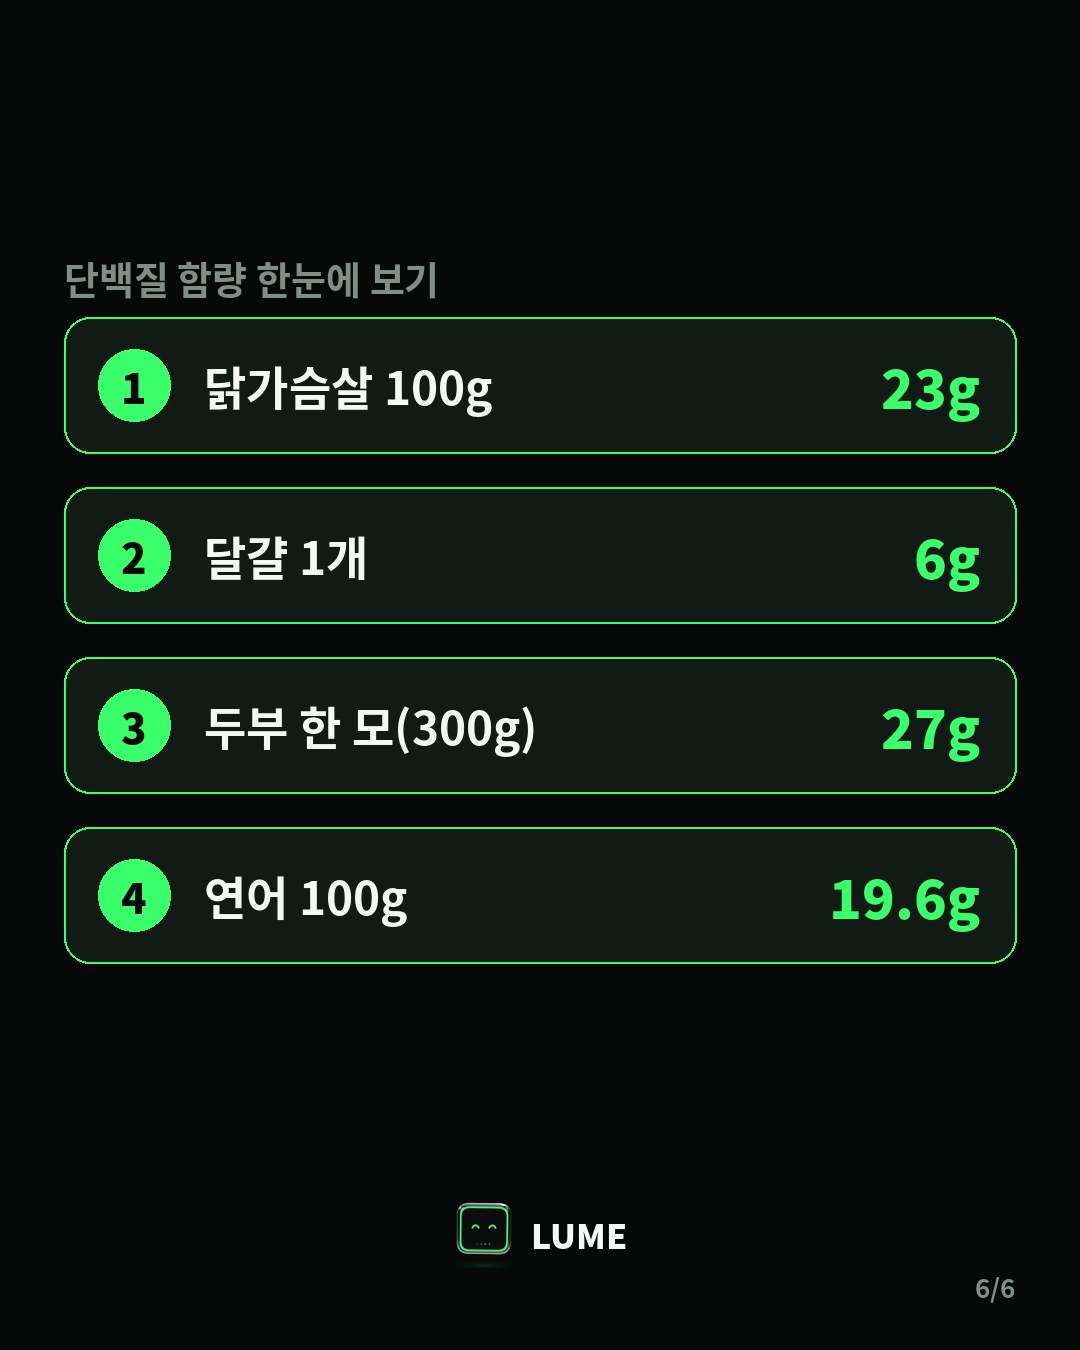 단백질 함량 한눈에 보기
1 닭가슴살 100g 23g
2 달걀 1개 6g
3 두부 한 모(300g) 27g
4 연어 100g 19.6g
LUME
6/6